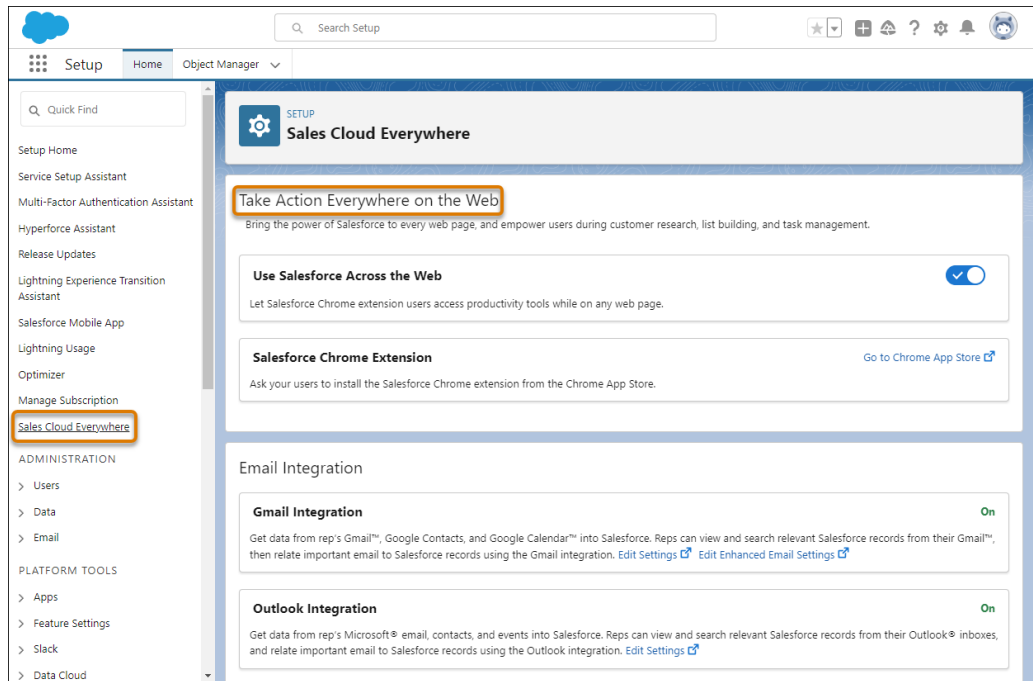 Search Setup
Setup
Home
Object Manager
Quick Find
Setup Home
Service Setup Assistant
Multi-Factor Authentication Assistant
Hyperforce Assistant
Release Updates
Lightning Experience Transition
Assistant
Salesforce Mobile App
Lightning Usage
Optimizer
Manage Subscription
Sales Cloud Everywhere
ADMINISTRATION
Users
Data
Email
PLATFORM TOOLS
Apps
Feature Settings
Slack
Data Cloud
SETUP
Sales Cloud Everywhere
Take Action Everywhere on the Web
Bring the power of Salesforce to every web page, and empower users during customer research, list building, and task management.
Use Salesforce Across the Web
Let Salesforce Chrome extension users access productivity tools while on any web page.
Salesforce Chrome Extension
Go to Chrome App Store
Ask your users to install the Salesforce Chrome extension from the Chrome App Store.
Email Integration
Gmail Integration
On
Get data from rep's Gmail™, Google Contacts, and Google Calendar™ into Salesforce. Reps can view and search relevant Salesforce records from their Gmail™,
then relate important email to Salesforce records using the Gmail integration. Edit Settings Edit Enhanced Email Settings
Outlook Integration
On
Get data from rep's Microsoft® email, contacts, and events into Salesforce. Reps can view and search relevant Salesforce records from their Outlook® inboxes,
and relate important email to Salesforce records using the Outlook integration. Edit Settings